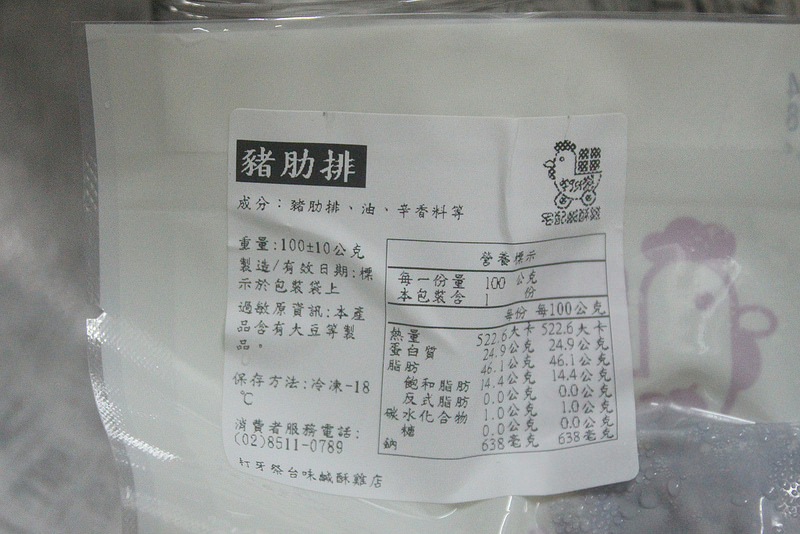 豬肋排
成分：豬肋排、油、辛香料等
重量:100±10公克
製造/有效日期:標
示於包裝袋上
過敏原資訊:本產
品含有大豆等製
品。
保存方法:冷凍-18
℃
消費者服務電話:
(02)8511-0789
打牙祭台味鹹酥雞店
宅配鹹酥雞
營養標示
每一份量 100 公克
本包裝含 1 份
每份 每100公克
熱量 522.6大卡 522.6大卡
蛋白質 24.9公克 24.9公克
脂肪 46.1公克 46.1公克
飽和脂肪 14.4公克 14.4公克
反式脂肪 0.0公克 0.0公克
碳水化合物 1.0公克 1.0公克
糖 0.0公克 0.0公克
鈉 638毫克 638毫克